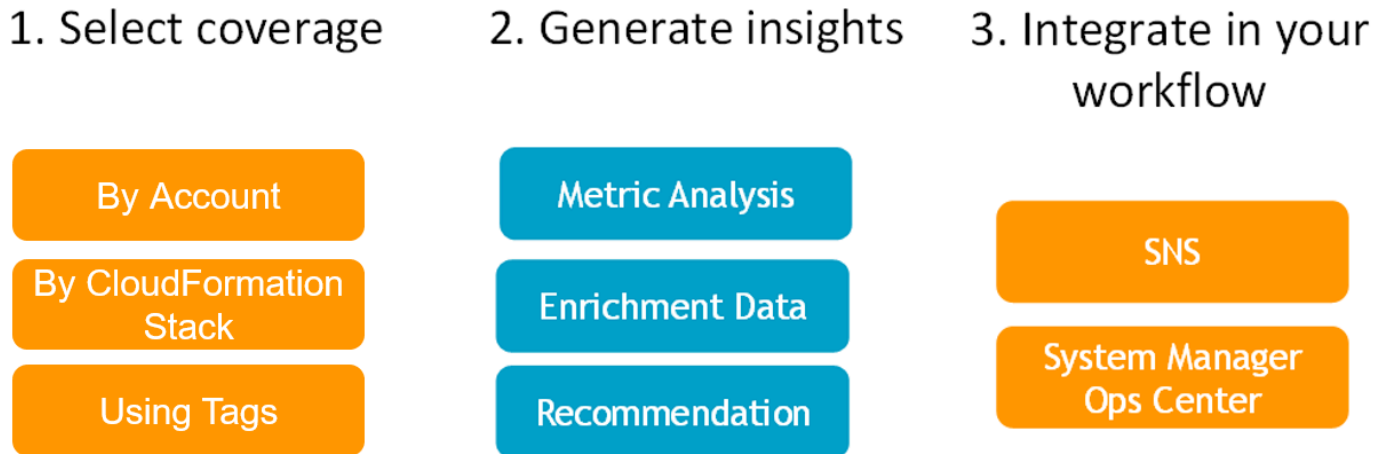 1. Select coverage
By Account
By CloudFormation
Stack
Using Tags
2. Generate insights
Metric Analysis
Enrichment Data
Recommendation
3. Integrate in your
workflow
SNS
System Manager
Ops Center